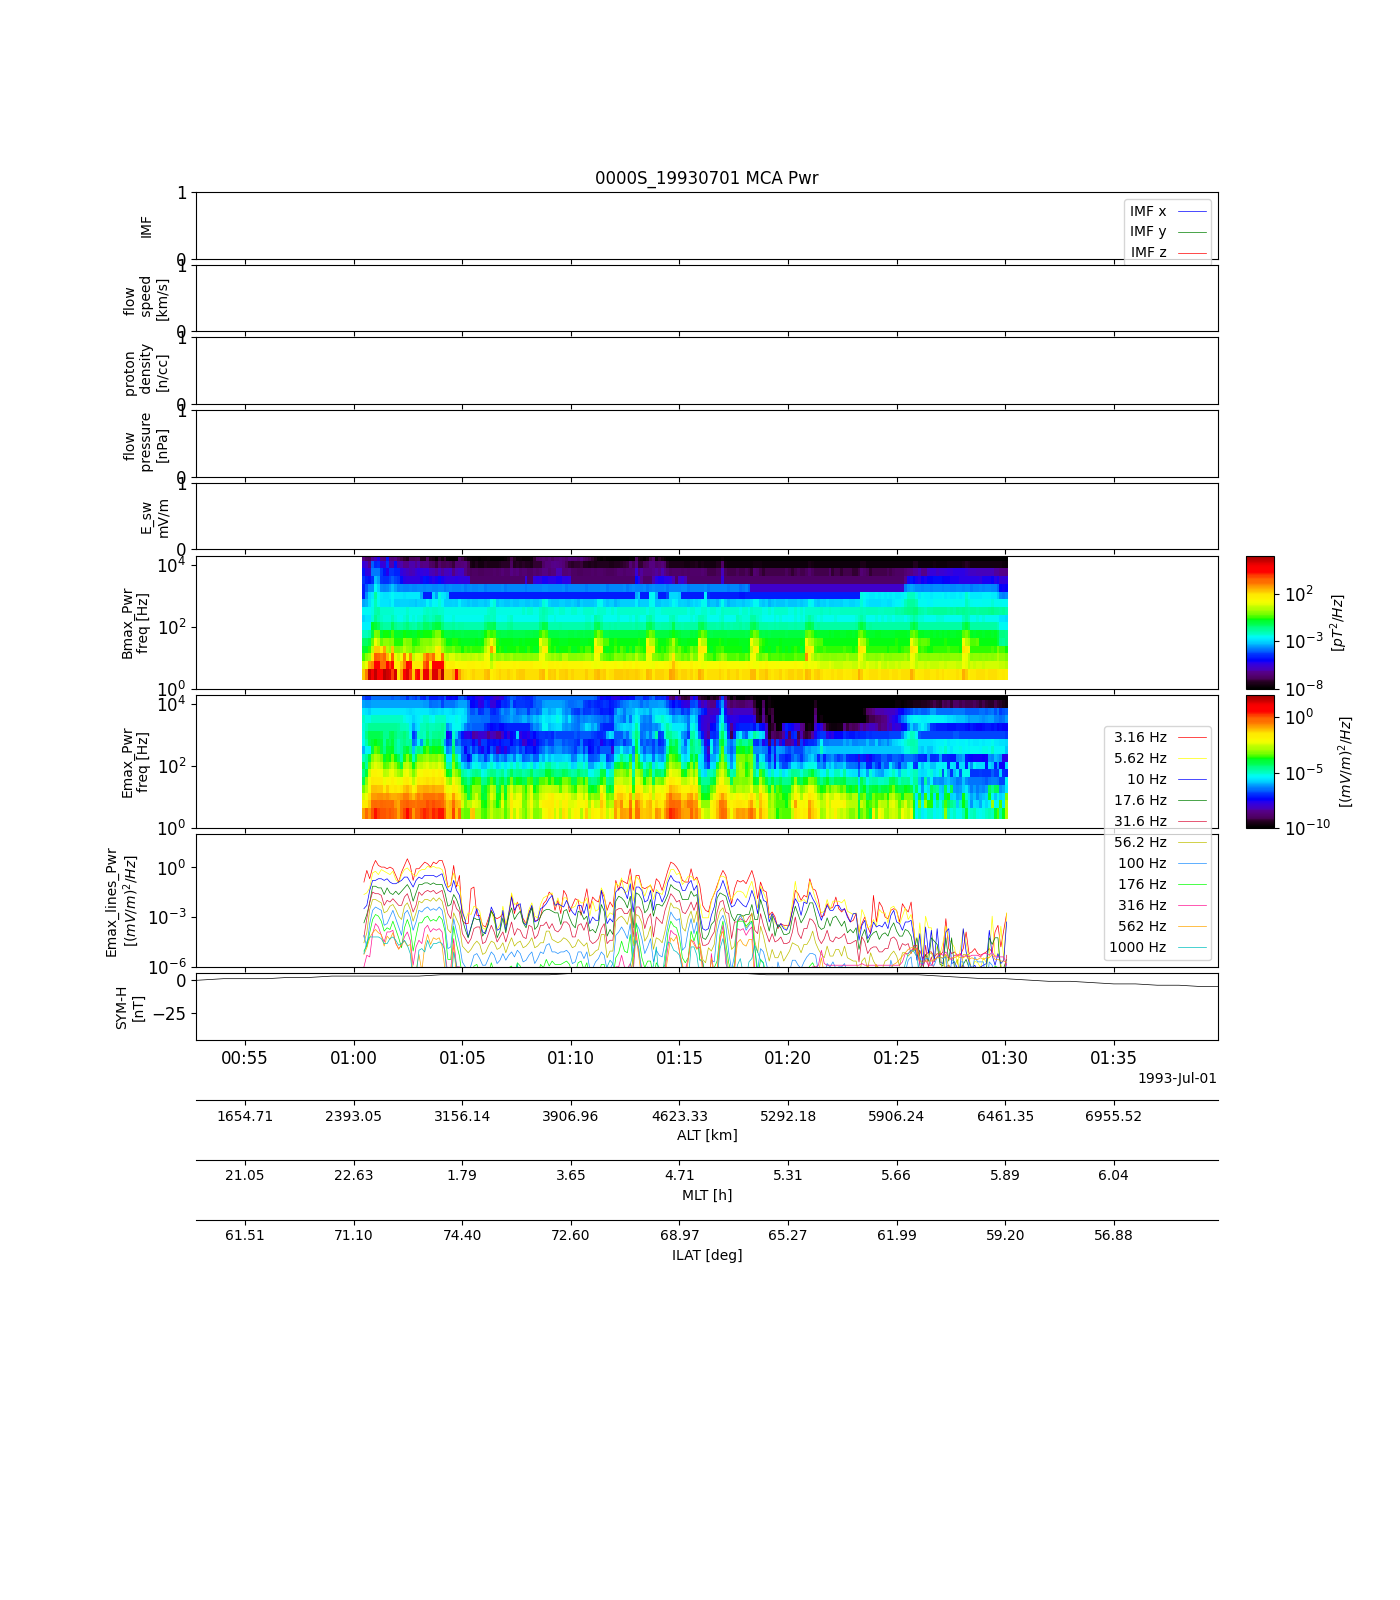 0000S_19930701 MCA Pwr
1
IMF
0
IMF x
IMF y
IMF z
1
flow
speed
[km/s]
0
1
proton
density
[n/cc]
0
1
flow
pressure
[nPa]
0
1
E_sw
mV/m
0
10^4
10^2
10^0
Bmax_Pwr
freq [Hz]
10^2
10^-3
10^-8
[pT^2/Hz]
10^4
10^2
10^0
Emax_Pwr
freq [Hz]
10^0
10^-5
10^-10
[(mV/m)^2/Hz]
3.16 Hz
5.62 Hz
10 Hz
17.6 Hz
31.6 Hz
56.2 Hz
100 Hz
176 Hz
316 Hz
562 Hz
1000 Hz
10^0
10^-3
10^-6
Emax_lines_Pwr
[(mV/m)^2/Hz]
0
−25
SYM-H
[nT]
00:55 01:00 01:05 01:10 01:15 01:20 01:25 01:30 01:35
1993-Jul-01
1654.71 2393.05 3156.14 3906.96 4623.33 5292.18 5906.24 6461.35 6955.52
ALT [km]
21.05 22.63 1.79 3.65 4.71 5.31 5.66 5.89 6.04
MLT [h]
61.51 71.10 74.40 72.60 68.97 65.27 61.99 59.20 56.88
ILAT [deg]